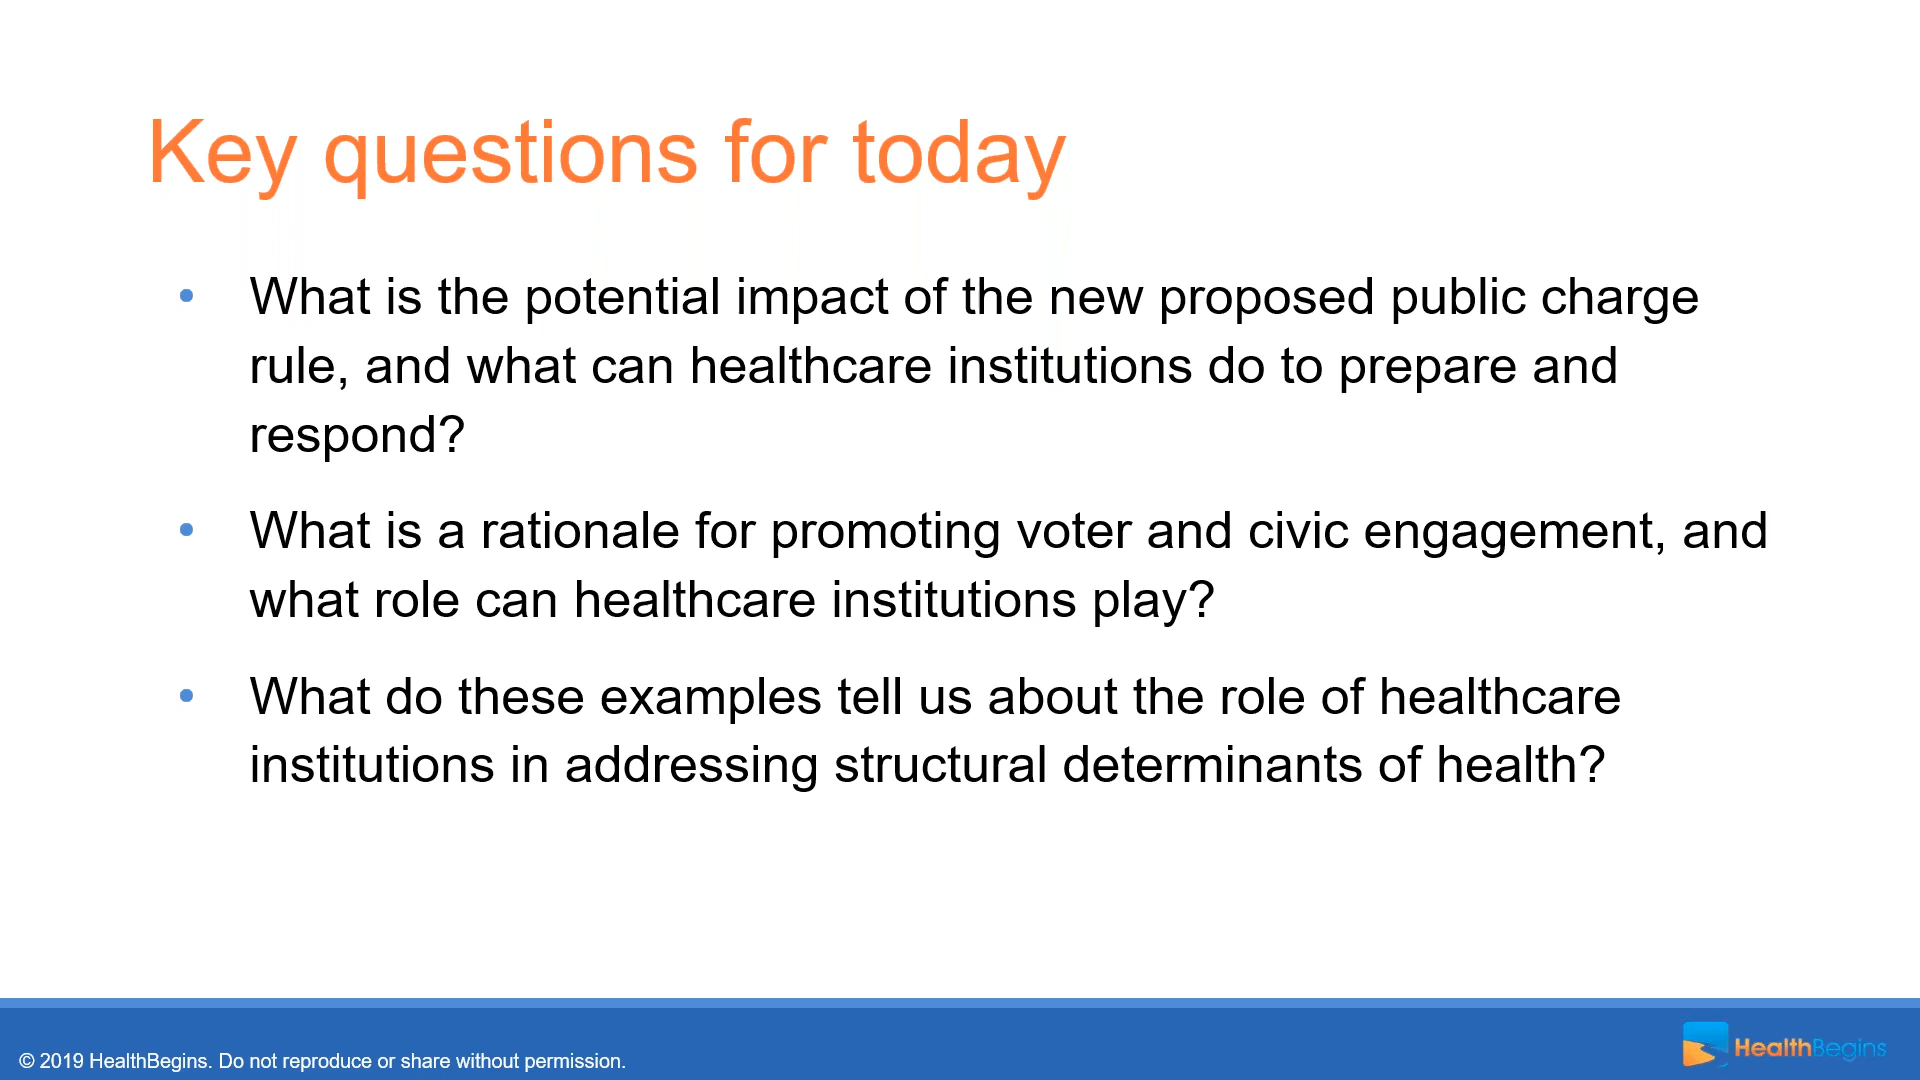 Key questions for today
• What is the potential impact of the new proposed public charge
rule, and what can healthcare institutions do to prepare and
respond?
• What is a rationale for promoting voter and civic engagement, and
what role can healthcare institutions play?
• What do these examples tell us about the role of healthcare
institutions in addressing structural determinants of health?
© 2019 HealthBegins. Do not reproduce or share without permission.
HealthBegins